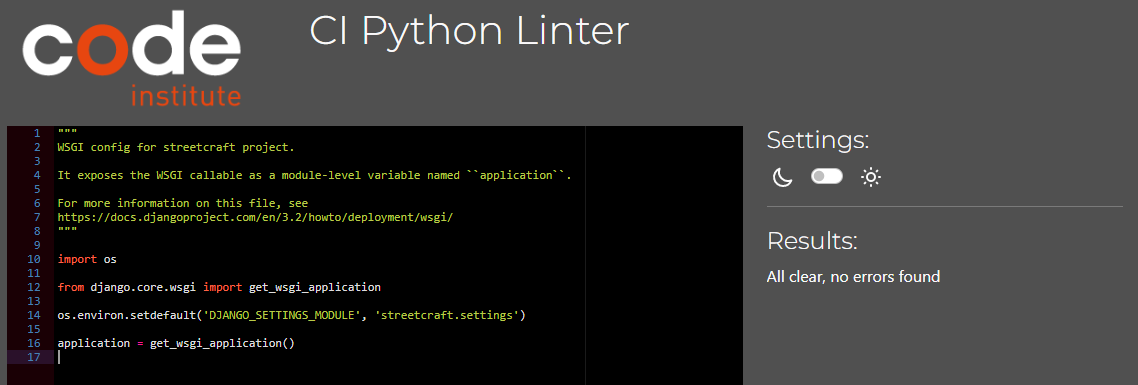 code
institute
CI Python Linter
1 """
2 WSGI config for streetcraft project.
3
4 It exposes the WSGI callable as a module-level variable named ``application``.
5
6 For more information on this file, see
7 https://docs.djangoproject.com/en/3.2/howto/deployment/wsgi/
8 """
9
10 import os
11
12 from django.core.wsgi import get_wsgi_application
13
14 os.environ.setdefault('DJANGO_SETTINGS_MODULE', 'streetcraft.settings')
15
16 application = get_wsgi_application()
17
Settings:
Results:
All clear, no errors found